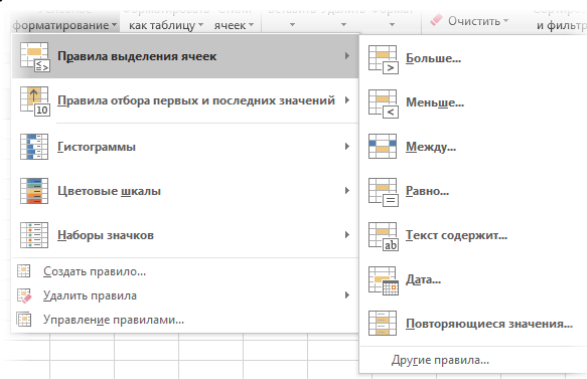 форматирование как таблицу ячеек Очистить и фильтр
Правила выделения ячеек
Правила отбора первых и последних значений
Гистограммы
Цветовые шкалы
Наборы значков
Создать правило...
Удалить правила
Управление правилами...
Больше...
Меньше...
Между...
Равно...
Текст содержит...
Дата...
Повторяющиеся значения...
Другие правила...